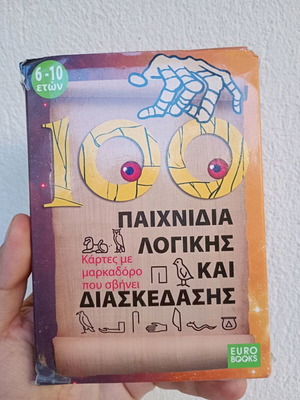 6-10
ετών
100
ΠΑΙΧΝΙΔΙΑ
ΛΟΓΙΚΗΣ
Κάρτες με
μαρκαδόρο
που σβήνει
ΚΑΙ
ΔΙΑΣΚΕΔΑΣΗΣ
EURO
BOOKS